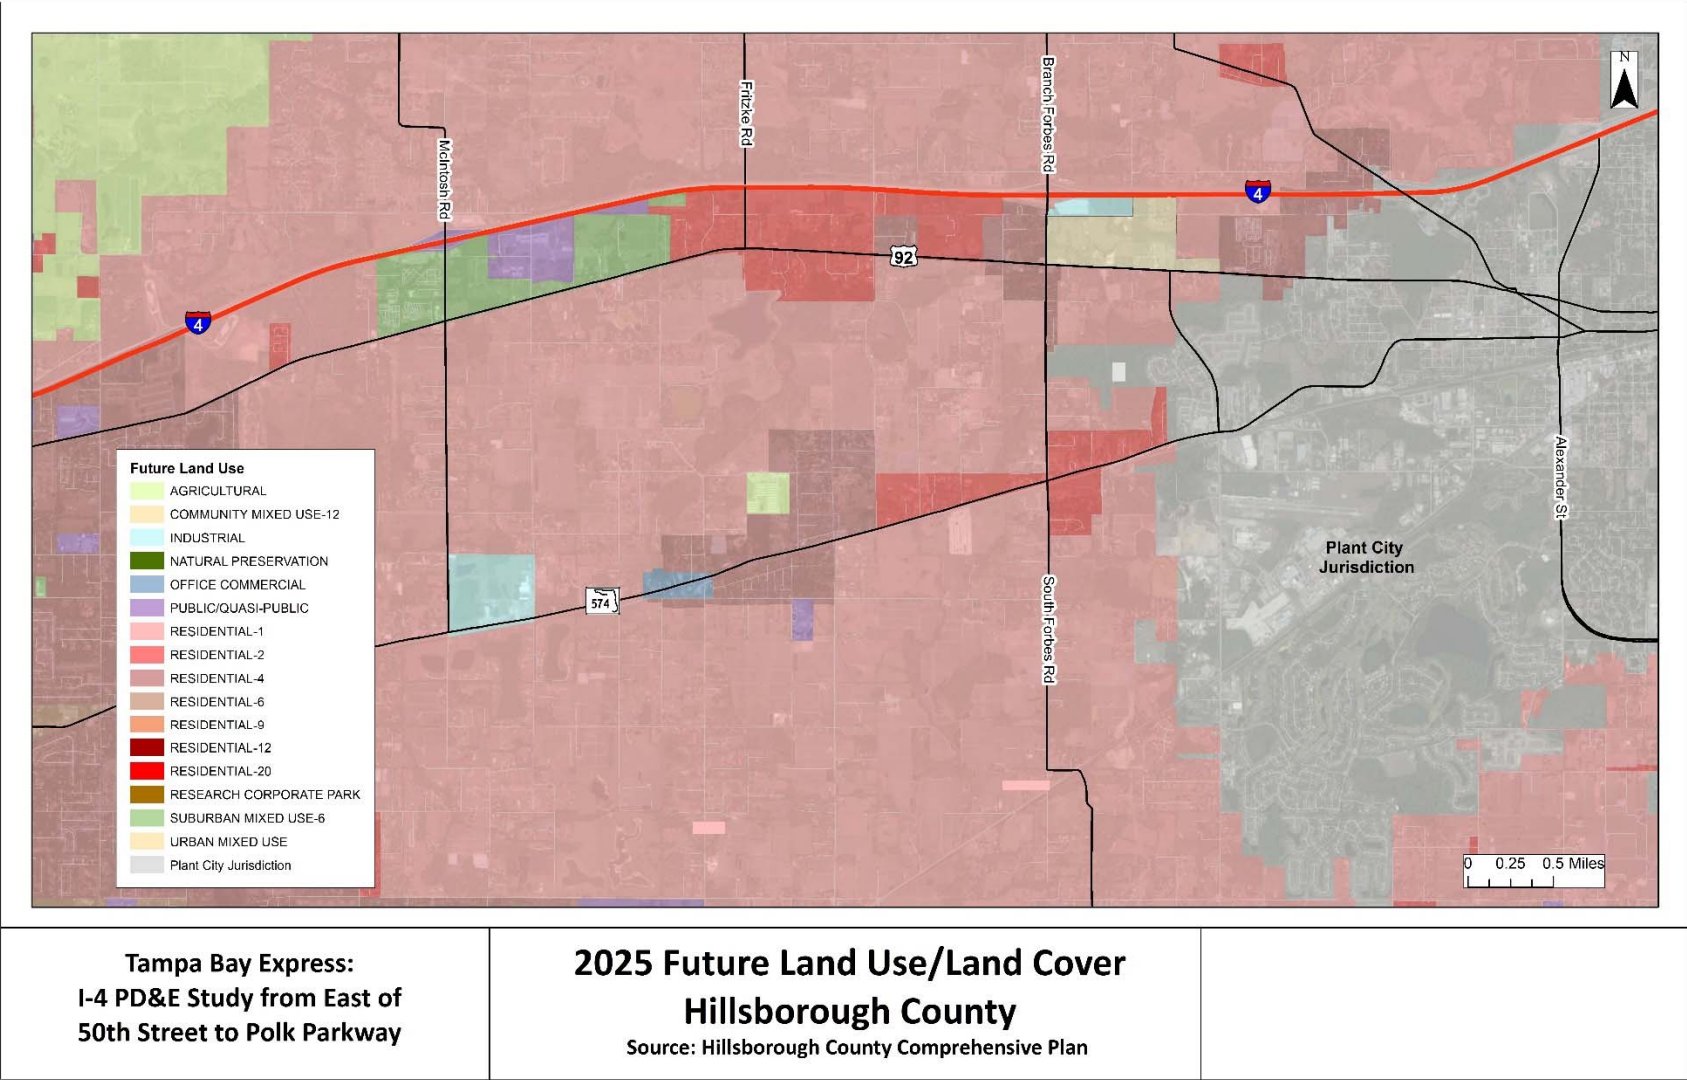 N
Fritzke Rd
Branch Forbes Rd
McIntosh Rd
4
92
4
Alexander St
Future Land Use
AGRICULTURAL
COMMUNITY MIXED USE-12
INDUSTRIAL
NATURAL PRESERVATION
OFFICE COMMERCIAL
PUBLIC/QUASI-PUBLIC
RESIDENTIAL-1
RESIDENTIAL-2
RESIDENTIAL-4
RESIDENTIAL-6
RESIDENTIAL-9
RESIDENTIAL-12
RESIDENTIAL-20
RESEARCH CORPORATE PARK
SUBURBAN MIXED USE-6
URBAN MIXED USE
Plant City Jurisdiction
574
South Forbes Rd
Plant City
Jurisdiction
0 0.25 0.5 Miles
Tampa Bay Express:
I-4 PD&E Study from East of
50th Street to Polk Parkway
2025 Future Land Use/Land Cover
Hillsborough County
Source: Hillsborough County Comprehensive Plan